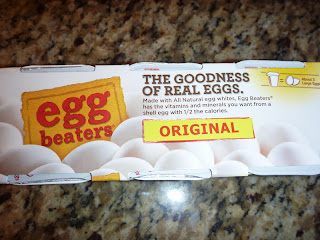 egg
beaters
THE GOODNESS
OF REAL EGGS.
Made with All Natural egg whites, Egg Beaters®
has the vitamins and minerals you want from a
shell egg with 1/2 the calories.
ORIGINAL